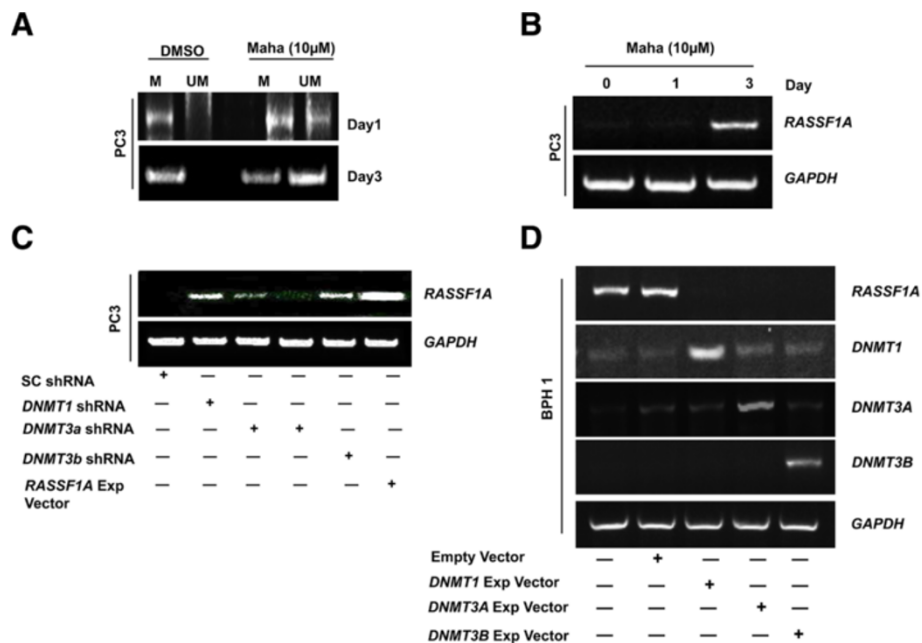 A
DMSO Maha (10μM)
M UM M UM
PC3
Day1
Day3
B
Maha (10μM)
0 1 3 Day
PC3
RASSF1A
GAPDH
C
PC3
RASSF1A
GAPDH
SC shRNA + — — — — —
DNMT1 shRNA — + — — — —
DNMT3a shRNA — — + + — —
DNMT3b shRNA — — — — + —
RASSF1A Exp — — — — — +
Vector
D
BPH 1
RASSF1A
DNMT1
DNMT3A
DNMT3B
GAPDH
Empty Vector — + — — —
DNMT1 Exp Vector — — + — —
DNMT3A Exp Vector — — — + —
DNMT3B Exp Vector — — — — +